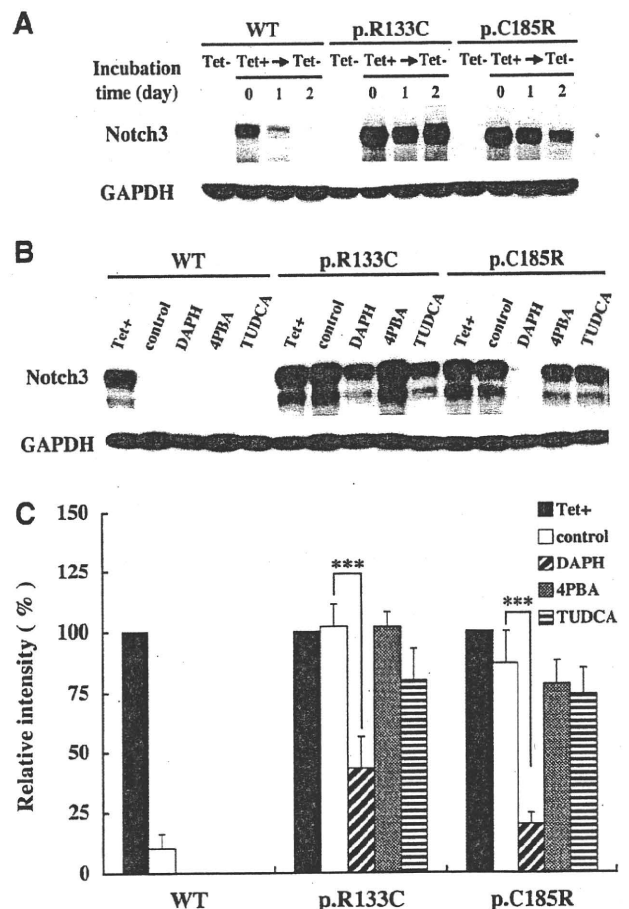 A
WT p.R133C p.C185R
Tet- Tet+ → Tet- Tet- Tet+ → Tet- Tet- Tet+ → Tet-
Incubation
time (day) 0 1 2 0 1 2 0 1 2
Notch3
GAPDH
B
WT p.R133C p.C185R
Tet+ control DAPH 4PBA TUDCA Tet+ control DAPH 4PBA TUDCA Tet+ control DAPH 4PBA TUDCA
Notch3
GAPDH
C
150
125
100
75
50
25
0
Relative intensity ( % )
Tet+
control
DAPH
4PBA
TUDCA
*** ***
WT p.R133C p.C185R